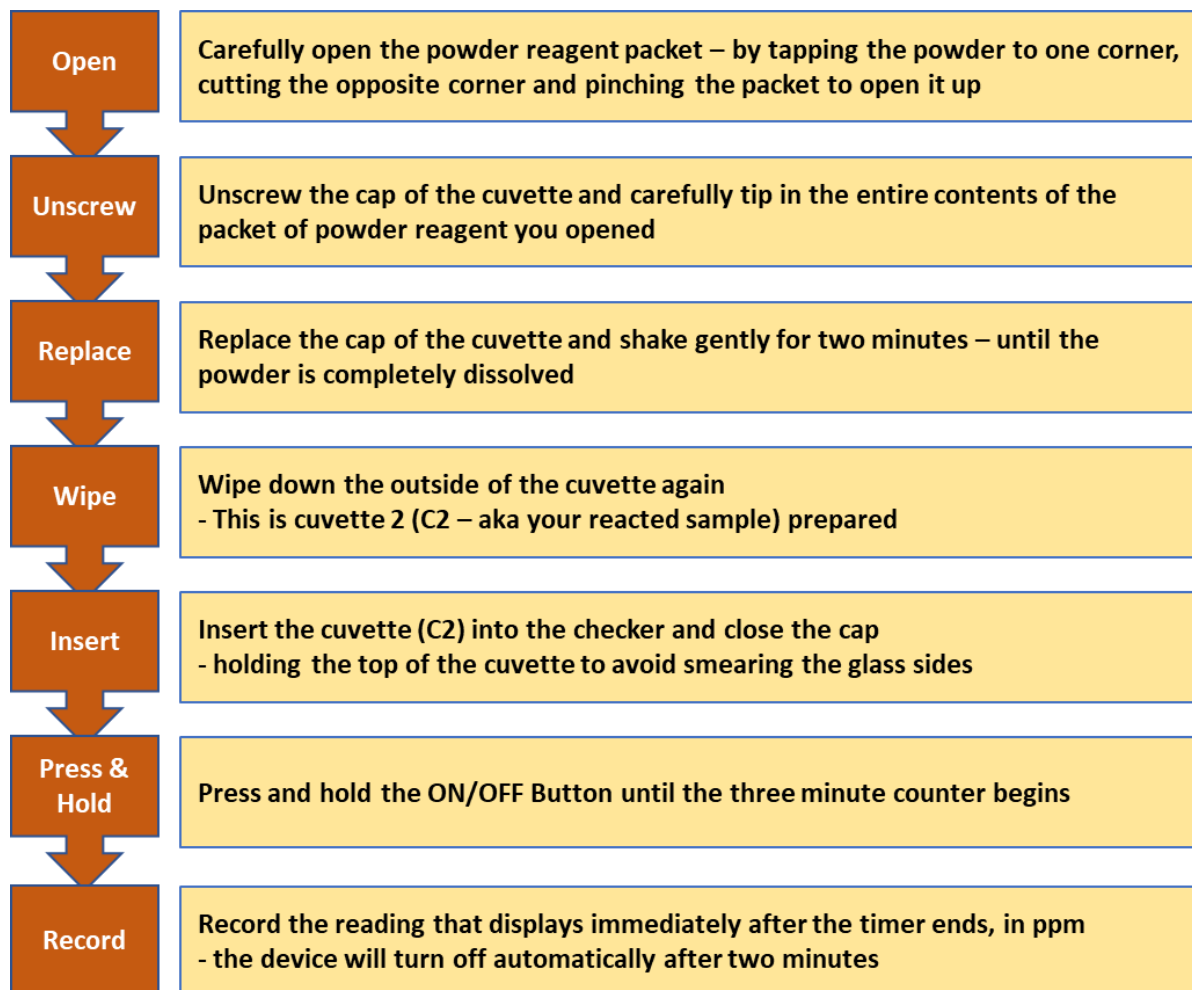 Open
Carefully open the powder reagent packet – by tapping the powder to one corner,
cutting the opposite corner and pinching the packet to open it up
Unscrew
Unscrew the cap of the cuvette and carefully tip in the entire contents of the
packet of powder reagent you opened
Replace
Replace the cap of the cuvette and shake gently for two minutes – until the
powder is completely dissolved
Wipe
Wipe down the outside of the cuvette again
- This is cuvette 2 (C2 – aka your reacted sample) prepared
Insert
Insert the cuvette (C2) into the checker and close the cap
- holding the top of the cuvette to avoid smearing the glass sides
Press &
Hold
Press and hold the ON/OFF Button until the three minute counter begins
Record
Record the reading that displays immediately after the timer ends, in ppm
- the device will turn off automatically after two minutes